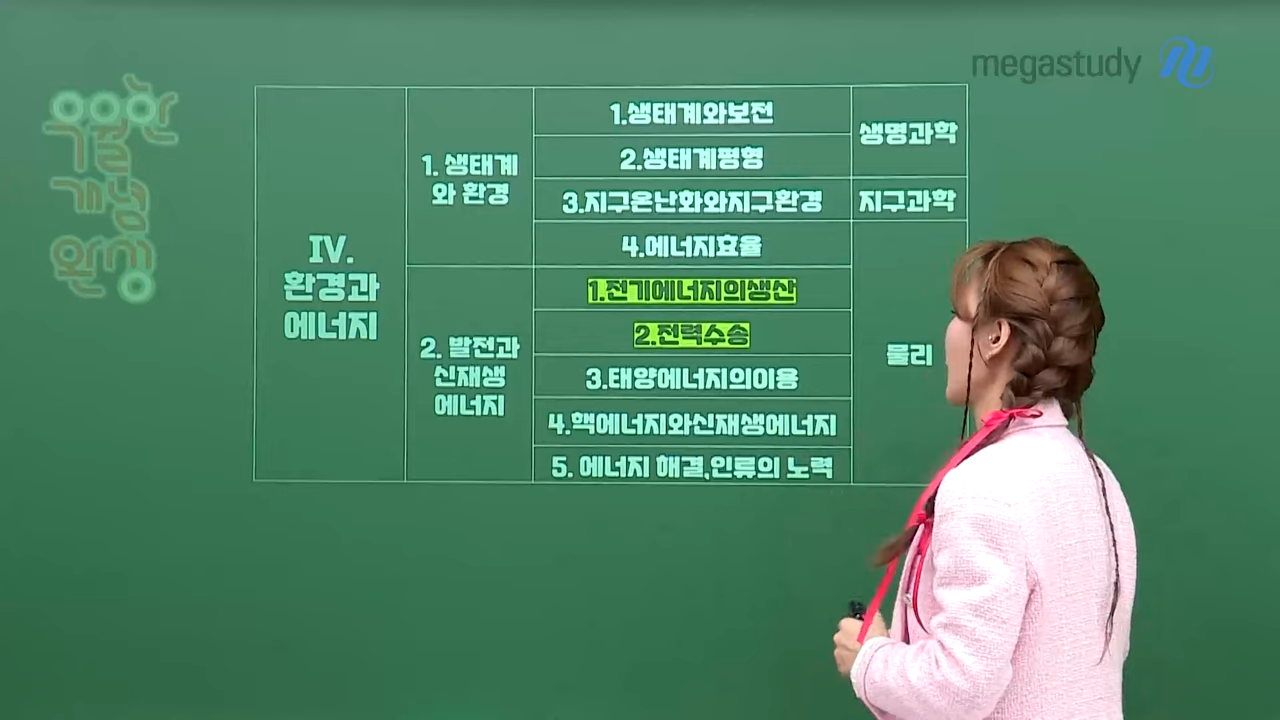 megastudy
IV.
환경과
에너지
1. 생태계
와 환경
1.생태계와보전
생명과학
2.생태계평형
3.지구온난화와지구환경
지구과학
4.에너지효율
2. 발전과
신재생
에너지
1.전기에너지의생산
물리
2.전력수송
3.태양에너지의이용
4.핵에너지와신재생에너지
5. 에너지 해결,인류의 노력